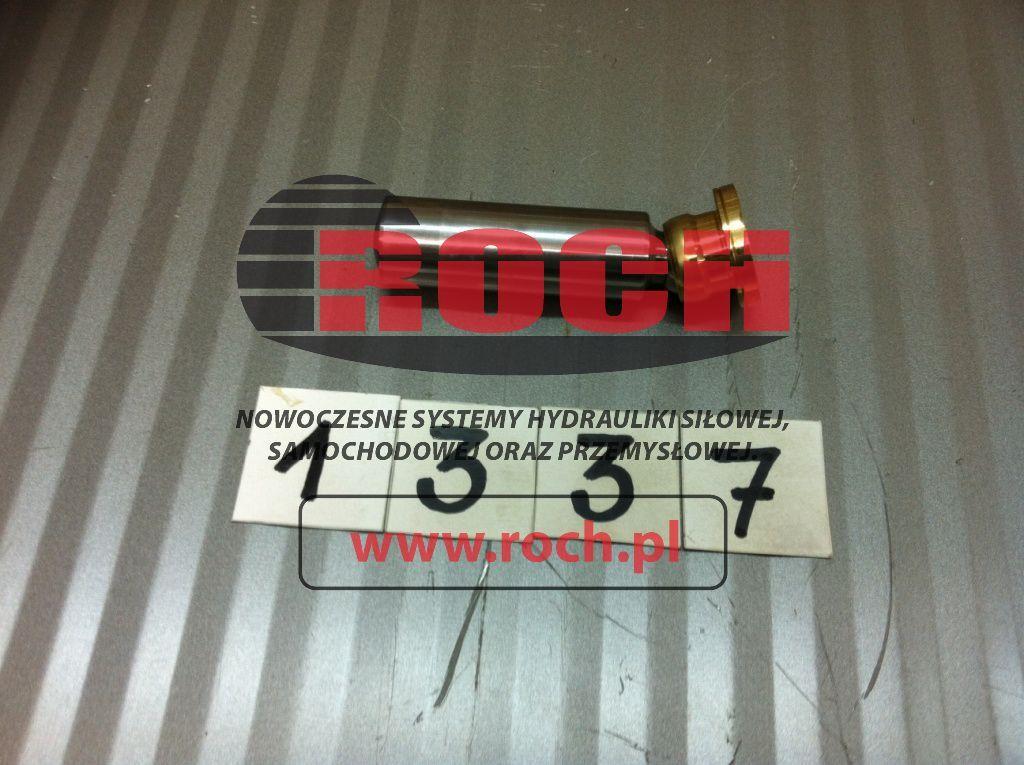 ROCH
NOWOCZESNE SYSTEMY HYDRAULIKI SIŁOWEJ,
SAMOCHODOWEJ ORAZ PRZEMYSŁOWEJ.
1 3 3 7
www.roch.pl